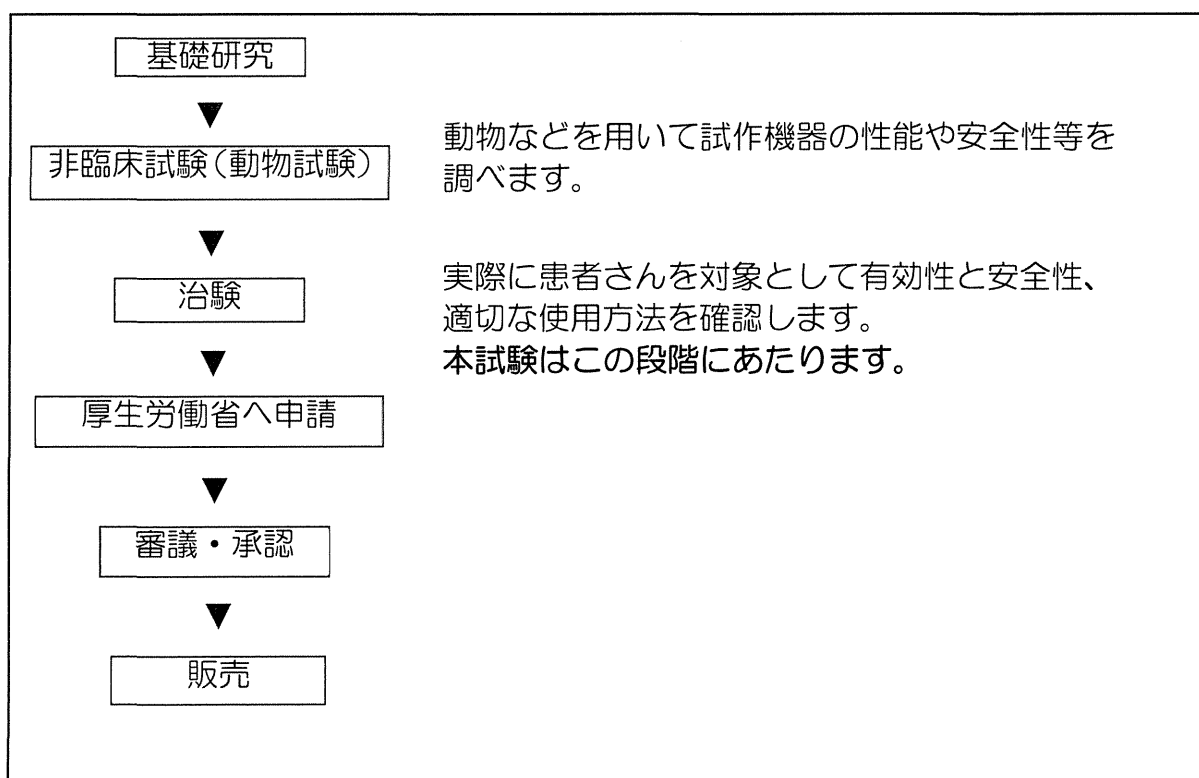 基礎研究
▼
非臨床試験（動物試験）
動物などを用いて試作機器の性能や安全性等を
調べます。
▼
治験
実際に患者さんを対象として有効性と安全性、
適切な使用方法を確認します。
本試験はこの段階にあたります。
▼
厚生労働省へ申請
▼
審議・承認
▼
販売